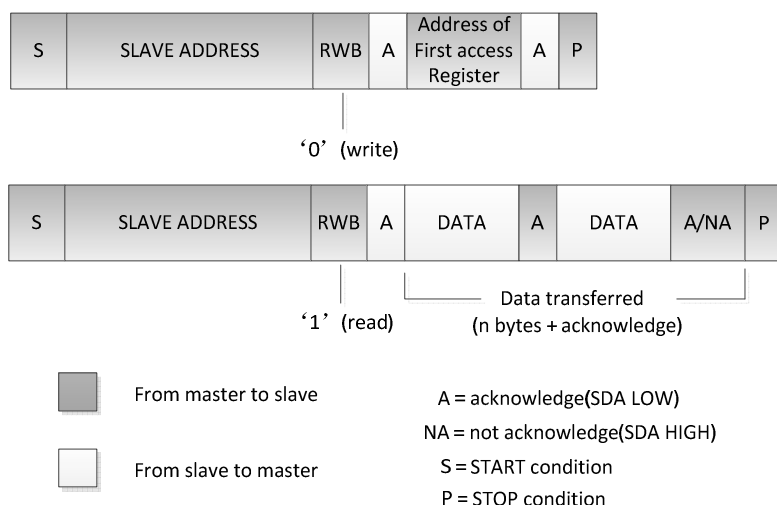 S SLAVE ADDRESS RWB A Address of First access Register A P
‘0’ (write)
S SLAVE ADDRESS RWB A DATA A DATA A/NA P
Data transferred
(n bytes + acknowledge)
‘1’ (read)
From master to slave
A = acknowledge(SDA LOW)
NA = not acknowledge(SDA HIGH)
From slave to master
S = START condition
P = STOP condition